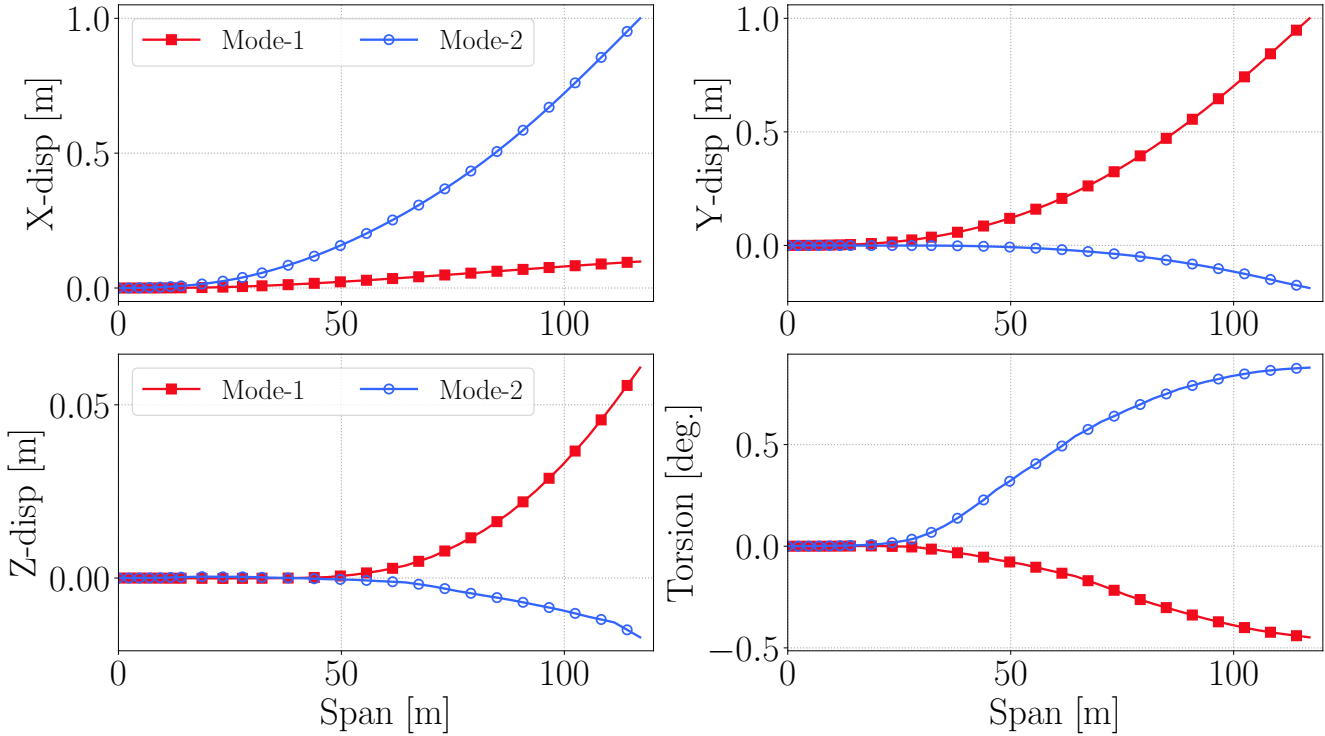 X-disp [m]
1.0
0.5
0.0
Mode-1 Mode-2
0 50 100
Y-disp [m]
1.0
0.5
0.0
0 50 100
Z-disp [m]
0.05
0.00
Mode-1 Mode-2
0 50 100
Span [m]
Torsion [deg.]
0.5
0.0
−0.5
0 50 100
Span [m]